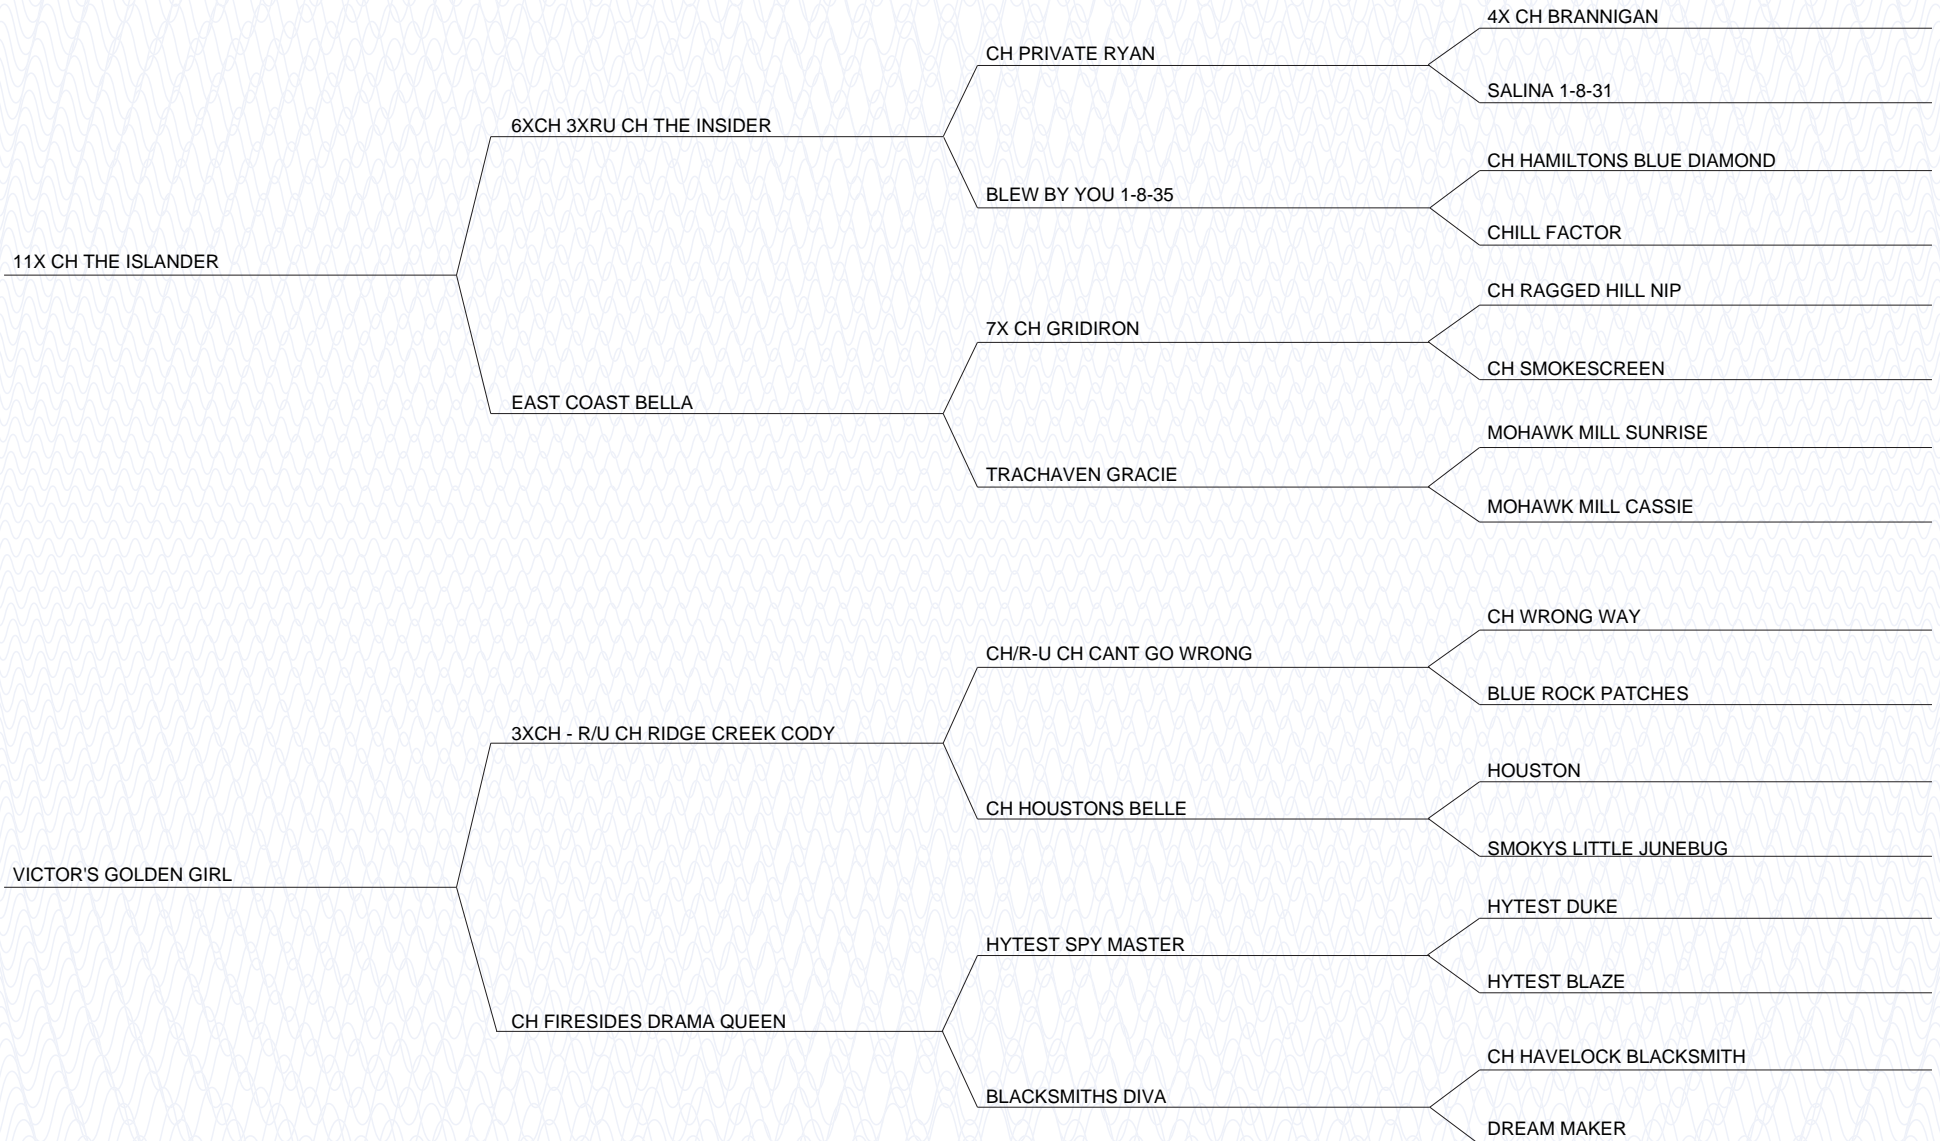 4X CH BRANNIGAN
CH PRIVATE RYAN
SALINA 1-8-31
6XCH 3XRU CH THE INSIDER
CH HAMILTONS BLUE DIAMOND
BLEW BY YOU 1-8-35
CHILL FACTOR
11X CH THE ISLANDER
CH RAGGED HILL NIP
7X CH GRIDIRON
CH SMOKESCREEN
EAST COAST BELLA
MOHAWK MILL SUNRISE
TRACHAVEN GRACIE
MOHAWK MILL CASSIE
CH WRONG WAY
CH/R-U CH CANT GO WRONG
BLUE ROCK PATCHES
3XCH - R/U CH RIDGE CREEK CODY
HOUSTON
CH HOUSTONS BELLE
SMOKYS LITTLE JUNEBUG
VICTOR'S GOLDEN GIRL
HYTEST DUKE
HYTEST SPY MASTER
HYTEST BLAZE
CH FIRESIDES DRAMA QUEEN
CH HAVELOCK BLACKSMITH
BLACKSMITHS DIVA
DREAM MAKER